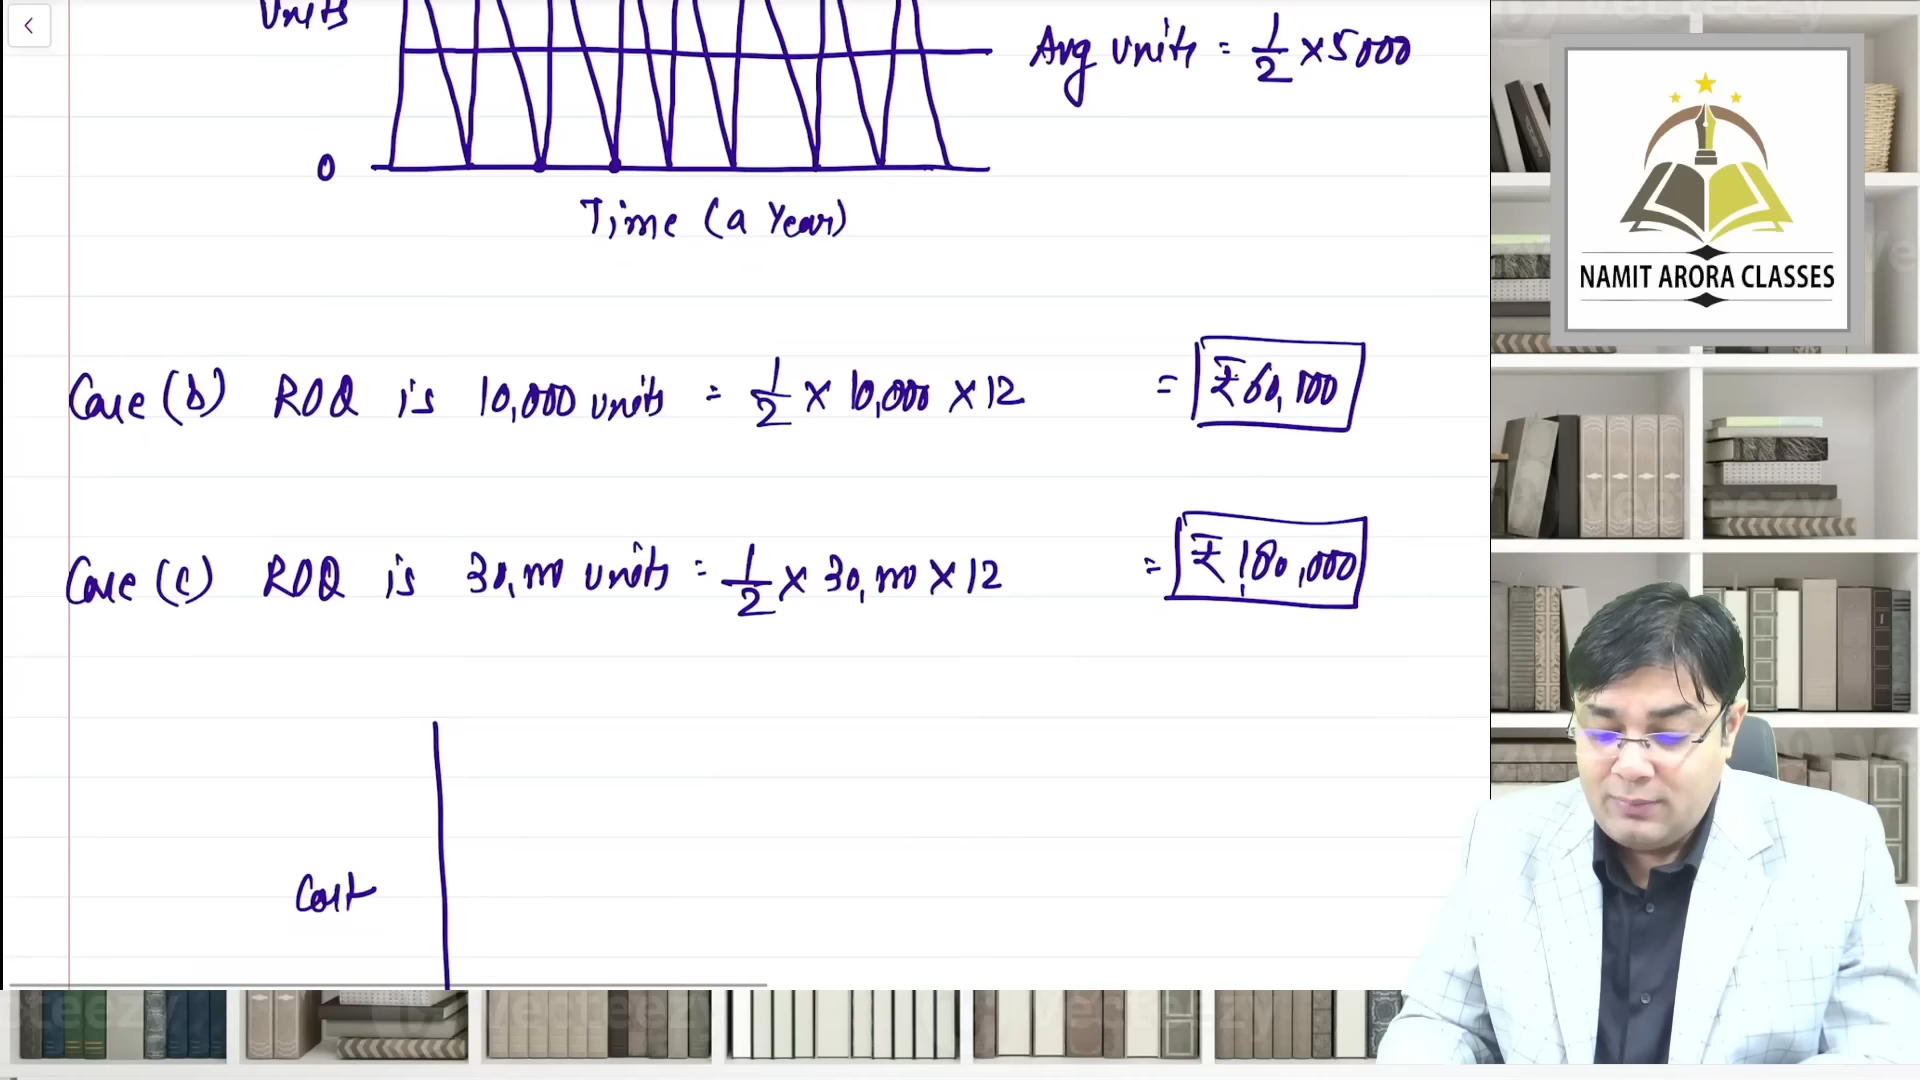 Units
Avg units = 1/2 × 5000
0
Time (a Year)
Case (b) ROQ is 10,000 units = 1/2 × 10,000 × 12 = ₹60,000
Case (c) ROQ is 30,000 units = 1/2 × 30,000 × 12 = ₹180,000
Cost
NAMIT ARORA CLASSES